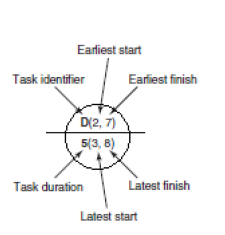 Earliest start
Task identifier
Earliest finish
D(2, 7)
5(3, 8)
Task duration
Latest finish
Latest start